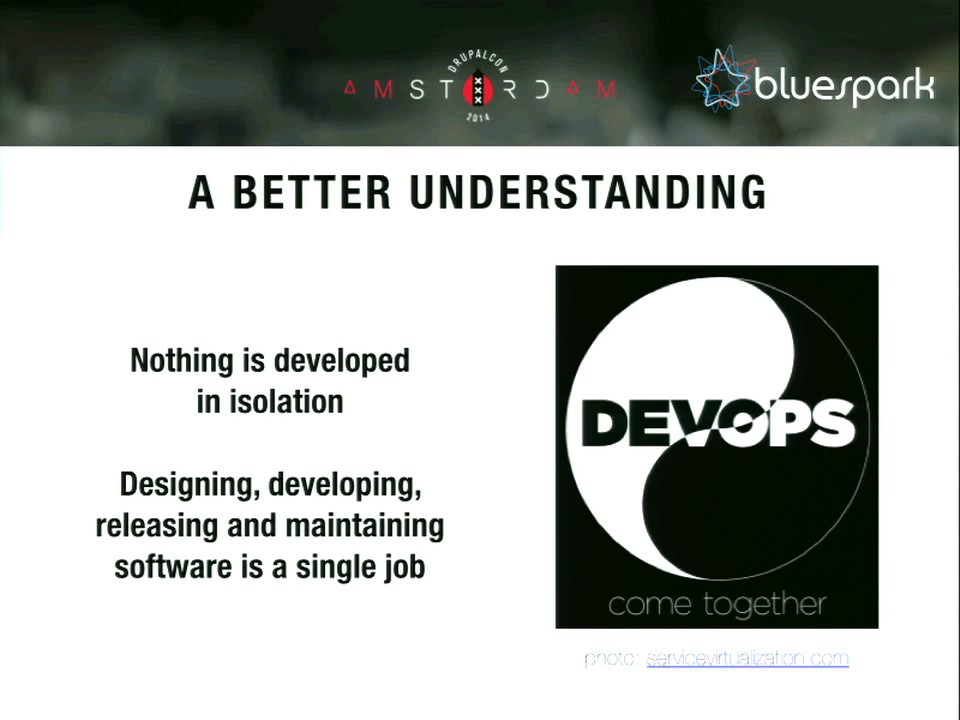 DRUPALCON
AMSTERDAM
2014
bluespark
A BETTER UNDERSTANDING
Nothing is developed
in isolation
Designing, developing,
releasing and maintaining
software is a single job
DEVOPS
come together
photo: servicevirtualization.com